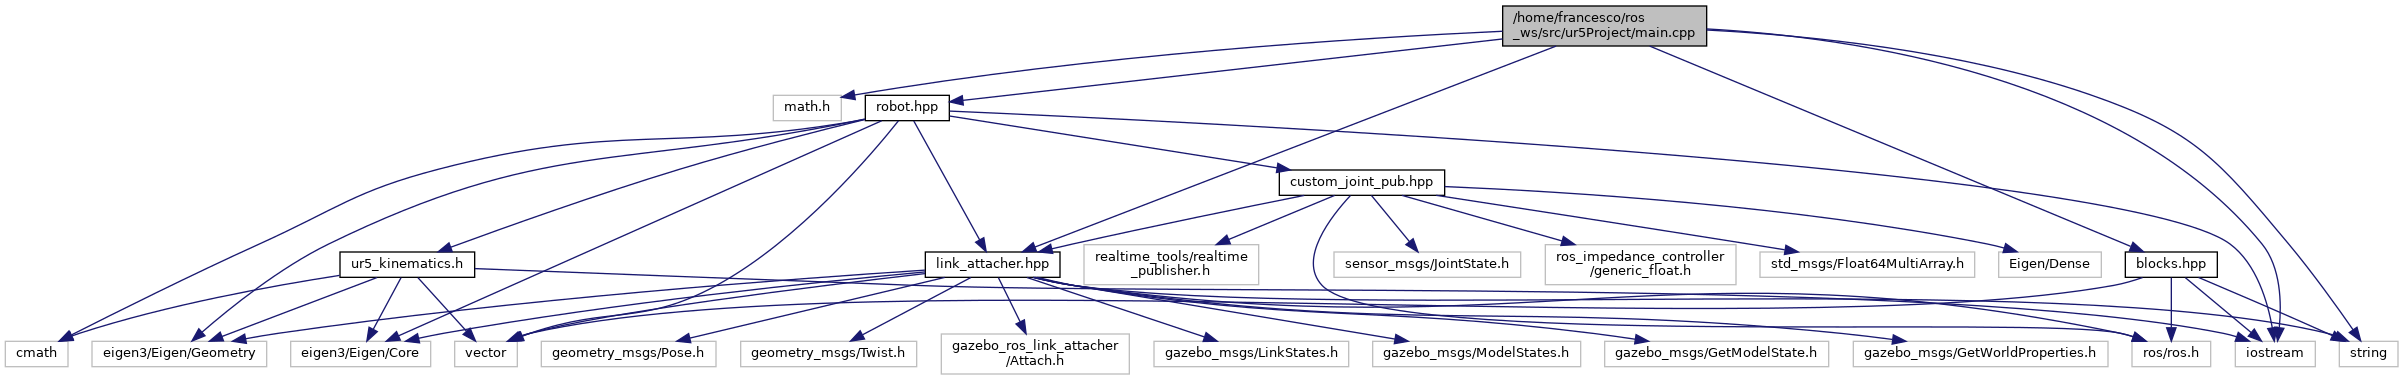 /home/francesco/ros
_ws/src/ur5Project/main.cpp
math.h
robot.hpp
custom_joint_pub.hpp
ur5_kinematics.h
link_attacher.hpp
realtime_tools/realtime
_publisher.h
sensor_msgs/JointState.h
ros_impedance_controller
/generic_float.h
std_msgs/Float64MultiArray.h
Eigen/Dense
blocks.hpp
cmath
eigen3/Eigen/Geometry
eigen3/Eigen/Core
vector
geometry_msgs/Pose.h
geometry_msgs/Twist.h
gazebo_ros_link_attacher
/Attach.h
gazebo_msgs/LinkStates.h
gazebo_msgs/ModelStates.h
gazebo_msgs/GetModelState.h
gazebo_msgs/GetWorldProperties.h
ros/ros.h
iostream
string